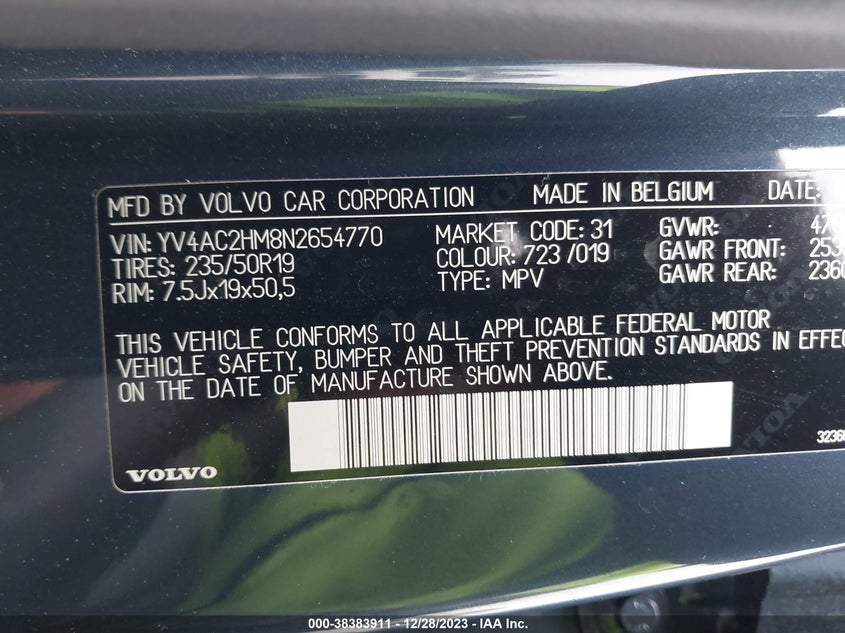 MFD BY VOLVO CAR CORPORATION MADE IN BELGIUM DATE:
VIN: YV4AC2HM8N2654770 MARKET CODE: 31 GVWR:
TIRES: 235/50R19 COLOUR: 723 /019 GAWR FRONT: 253
RIM: 7.5Jx19x50,5 TYPE: MPV GAWR REAR: 2360
THIS VEHICLE CONFORMS TO ALL APPLICABLE FEDERAL MOTOR
VEHICLE SAFETY, BUMPER AND THEFT PREVENTION STANDARDS IN EFFEC
ON THE DATE OF MANUFACTURE SHOWN ABOVE.
VOLVO
3236
000-38383911 - 12/28/2023 - IAA Inc.